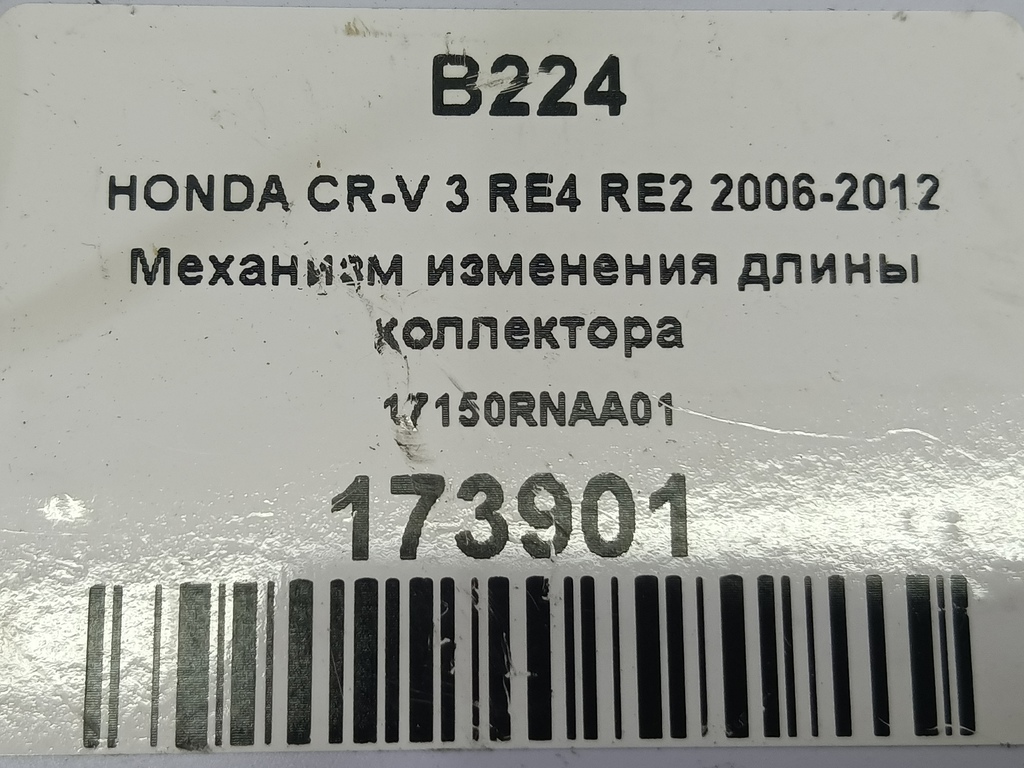 B224
HONDA CR-V 3 RE4 RE2 2006-2012
Механизм изменения длины
коллектора
17150RNAA01
173901